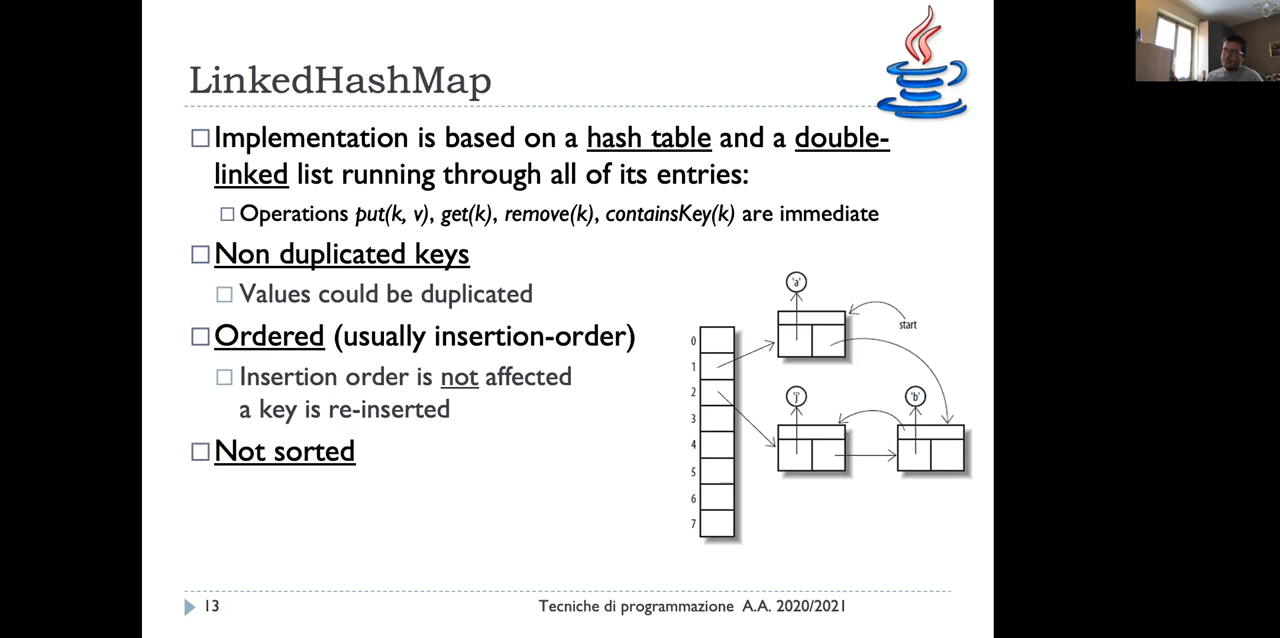 LinkedHashMap
Implementation is based on a hash table and a double-
linked list running through all of its entries:
Operations put(k, v), get(k), remove(k), containsKey(k) are immediate
Non duplicated keys
Values could be duplicated
Ordered (usually insertion-order)
Insertion order is not affected
a key is re-inserted
Not sorted
'a'
start
0
1
2
3
4
5
6
7
'j'
'b'
13
Tecniche di programmazione A.A. 2020/2021